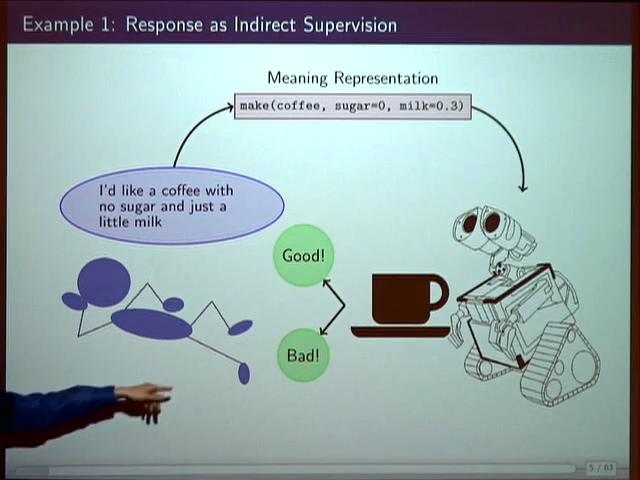 Example 1: Response as Indirect Supervision
Meaning Representation
make(coffee, sugar=0, milk=0.3)
I'd like a coffee with
no sugar and just a
little milk
Good!
Bad!
5 / 63